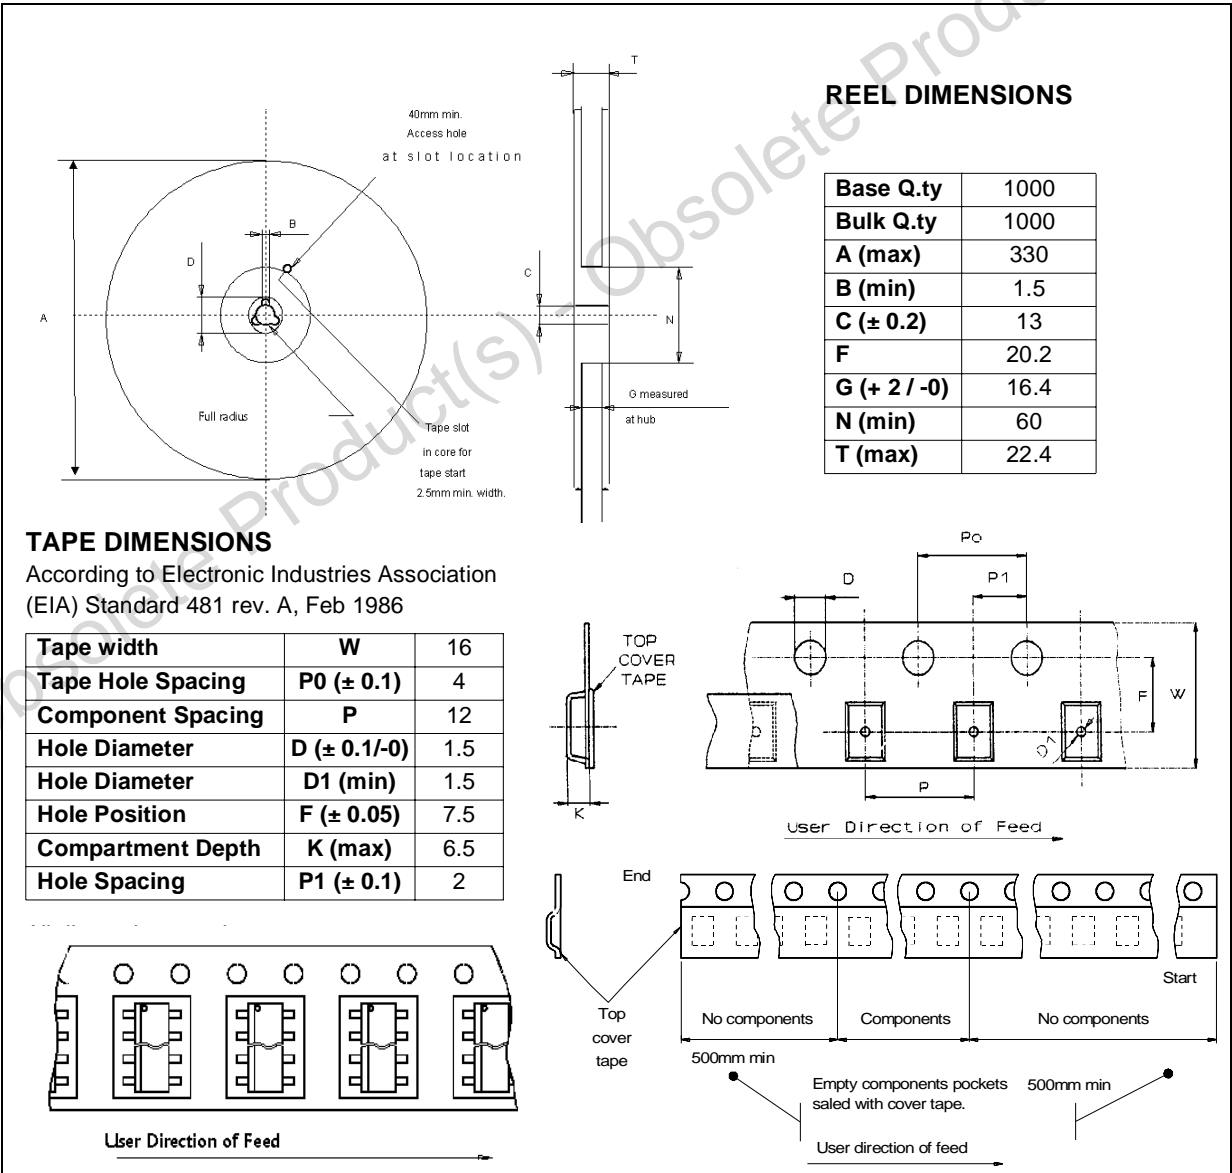 T
REEL DIMENSIONS
40mm min.
Access hole
at slot location
B
D
A
C
N
Full radius
Tape slot
in core for
tape start
2.5mm min. width.
G measured
at hub
Base Q.ty 1000
Bulk Q.ty 1000
A (max) 330
B (min) 1.5
C (± 0.2) 13
F 20.2
G (+ 2 / -0) 16.4
N (min) 60
T (max) 22.4
TAPE DIMENSIONS
According to Electronic Industries Association
(EIA) Standard 481 rev. A, Feb 1986
Tape width W 16
Tape Hole Spacing P0 (± 0.1) 4
Component Spacing P 12
Hole Diameter D (± 0.1/-0) 1.5
Hole Diameter D1 (min) 1.5
Hole Position F (± 0.05) 7.5
Compartment Depth K (max) 6.5
Hole Spacing P1 (± 0.1) 2
Po
D
P1
TOP
COVER
TAPE
F
W
D1
K
P
User Direction of Feed
End
Start
Top
cover
tape
No components
Components
No components
500mm min
Empty components pockets
saled with cover tape.
500mm min
User direction of feed
User Direction of Feed
Obsolete Product(s) - Obsolete